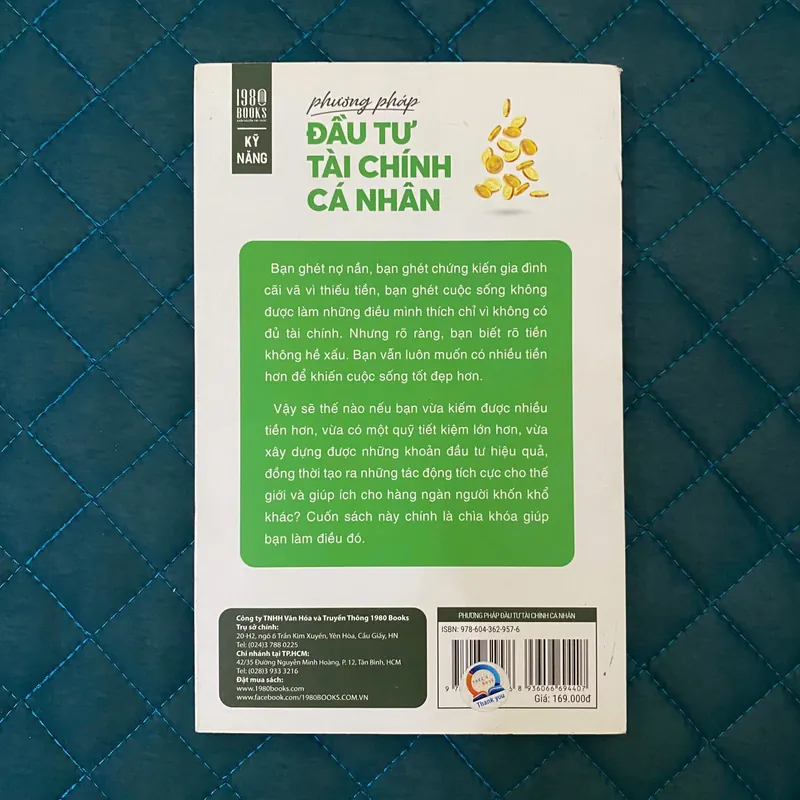 1980
BOOKS
KỸ
NĂNG
phương pháp
ĐẦU TƯ
TÀI CHÍNH
CÁ NHÂN
Bạn ghét nợ nần, bạn ghét chứng kiến gia đình
cãi vã vì thiếu tiền, bạn ghét cuộc sống không
được làm những điều mình thích chỉ vì không có
đủ tài chính. Nhưng rõ ràng, bạn biết rõ tiền
không hề xấu. Bạn vẫn luôn muốn có nhiều tiền
hơn để khiến cuộc sống tốt đẹp hơn.
Vậy sẽ thế nào nếu bạn vừa kiếm được nhiều
tiền hơn, vừa có một quỹ tiết kiệm lớn hơn, vừa
xây dựng được những khoản đầu tư hiệu quả,
đồng thời tạo ra những tác động tích cực cho thế
giới và giúp ích cho hàng ngàn người khốn khổ
khác? Cuốn sách này chính là chìa khóa giúp
bạn làm điều đó.
Công ty TNHH Văn Hóa và Truyền Thông 1980 Books
Trụ sở chính:
20-H2, ngõ 6 Trần Kim Xuyến, Yên Hòa, Cầu Giấy, HN
Tel: (024)3 788 0225
Chi nhánh tại TP.HCM:
42/35 Đường Nguyễn Minh Hoàng, P. 12, Tân Bình, HCM
Tel: (028)3 933 3216
Đặt mua sách:
www.1980books.com
www.facebook.com/1980BOOKS.COM.VN
PHƯƠNG PHÁP ĐẦU TƯ TÀI CHÍNH CÁ NHÂN
ISBN: 978-604-362-957-6
8 936066 694407
Giá: 169.000đ
Thank you